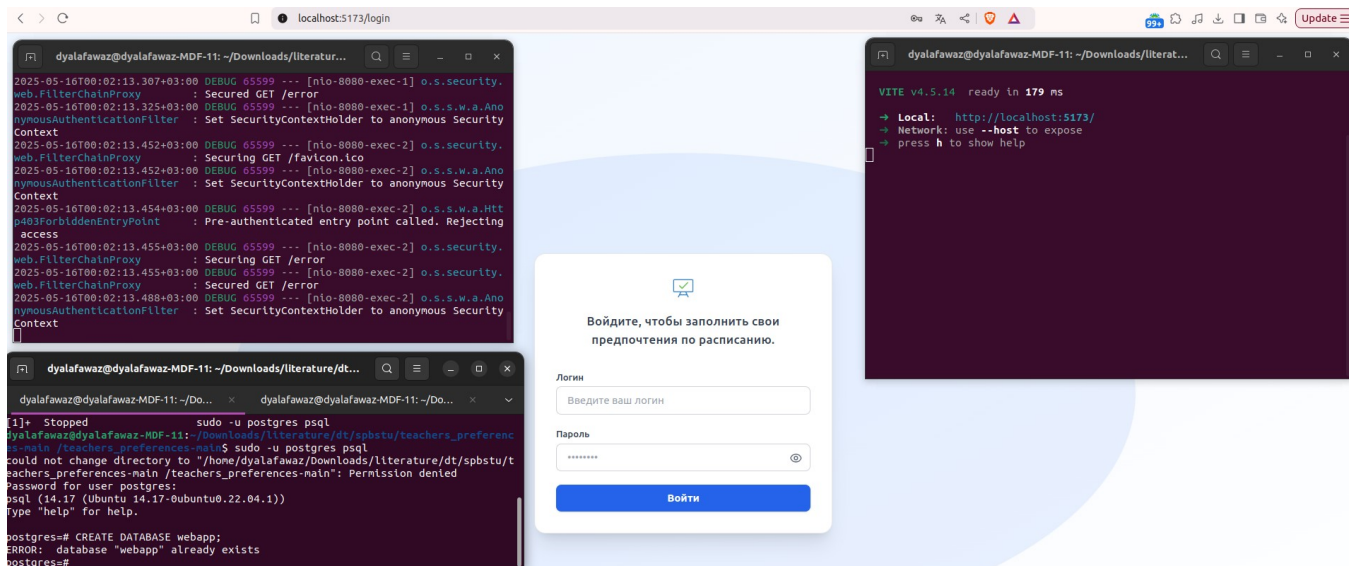 localhost:5173/login
99+
Update
dyalafawaz@dyalafawaz-MDF-11: ~/Downloads/literatur...
2025-05-16T00:02:13.307+03:00 DEBUG 65599 --- [nio-8080-exec-1] o.s.security.
web.FilterChainProxy : Secured GET /error
2025-05-16T00:02:13.325+03:00 DEBUG 65599 --- [nio-8080-exec-1] o.s.s.w.a.Ano
nymousAuthenticationFilter : Set SecurityContextHolder to anonymous Security
Context
2025-05-16T00:02:13.452+03:00 DEBUG 65599 --- [nio-8080-exec-2] o.s.security.
web.FilterChainProxy : Securing GET /favicon.ico
2025-05-16T00:02:13.452+03:00 DEBUG 65599 --- [nio-8080-exec-2] o.s.s.w.a.Ano
nymousAuthenticationFilter : Set SecurityContextHolder to anonymous Security
Context
2025-05-16T00:02:13.454+03:00 DEBUG 65599 --- [nio-8080-exec-2] o.s.s.w.a.Htt
p403ForbiddenEntryPoint : Pre-authenticated entry point called. Rejecting
access
2025-05-16T00:02:13.455+03:00 DEBUG 65599 --- [nio-8080-exec-2] o.s.security.
web.FilterChainProxy : Securing GET /error
2025-05-16T00:02:13.455+03:00 DEBUG 65599 --- [nio-8080-exec-2] o.s.security.
web.FilterChainProxy : Secured GET /error
2025-05-16T00:02:13.488+03:00 DEBUG 65599 --- [nio-8080-exec-2] o.s.s.w.a.Ano
nymousAuthenticationFilter : Set SecurityContextHolder to anonymous Security
Context
dyalafawaz@dyalafawaz-MDF-11: ~/Downloads/literature/dt...
dyalafawaz@dyalafawaz-MDF-11: ~/Do...
dyalafawaz@dyalafawaz-MDF-11: ~/Do...
[1]+ Stopped sudo -u postgres psql
dyalafawaz@dyalafawaz-MDF-11:~/Downloads/literature/dt/spbstu/teachers_preferenc
es-main /teachers_preferences-main$ sudo -u postgres psql
could not change directory to "/home/dyalafawaz/Downloads/literature/dt/spbstu/t
eachers_preferences-main /teachers_preferences-main": Permission denied
Password for user postgres:
psql (14.17 (Ubuntu 14.17-0ubuntu0.22.04.1))
Type "help" for help.
postgres=# CREATE DATABASE webapp;
ERROR: database "webapp" already exists
postgres=#
Войдите, чтобы заполнить свои
предпочтения по расписанию.
Логин
Введите ваш логин
Пароль
••••••••
Войти
dyalafawaz@dyalafawaz-MDF-11: ~/Downloads/literat...
VITE v4.5.14 ready in 179 ms
➜ Local: http://localhost:5173/
➜ Network: use --host to expose
➜ press h to show help